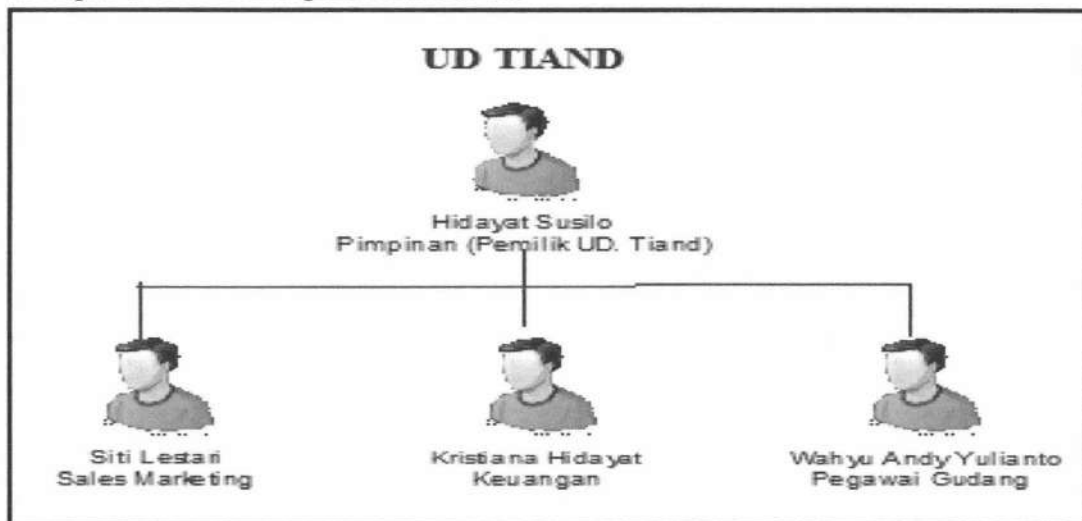 UD TIAND
Hidayat Susilo
Pimpinan (Pemilik UD. Tiand)
Siti Lestari
Sales Marketing
Kristiana Hidayat
Keuangan
Wahyu Andy Yulianto
Pegawai Gudang